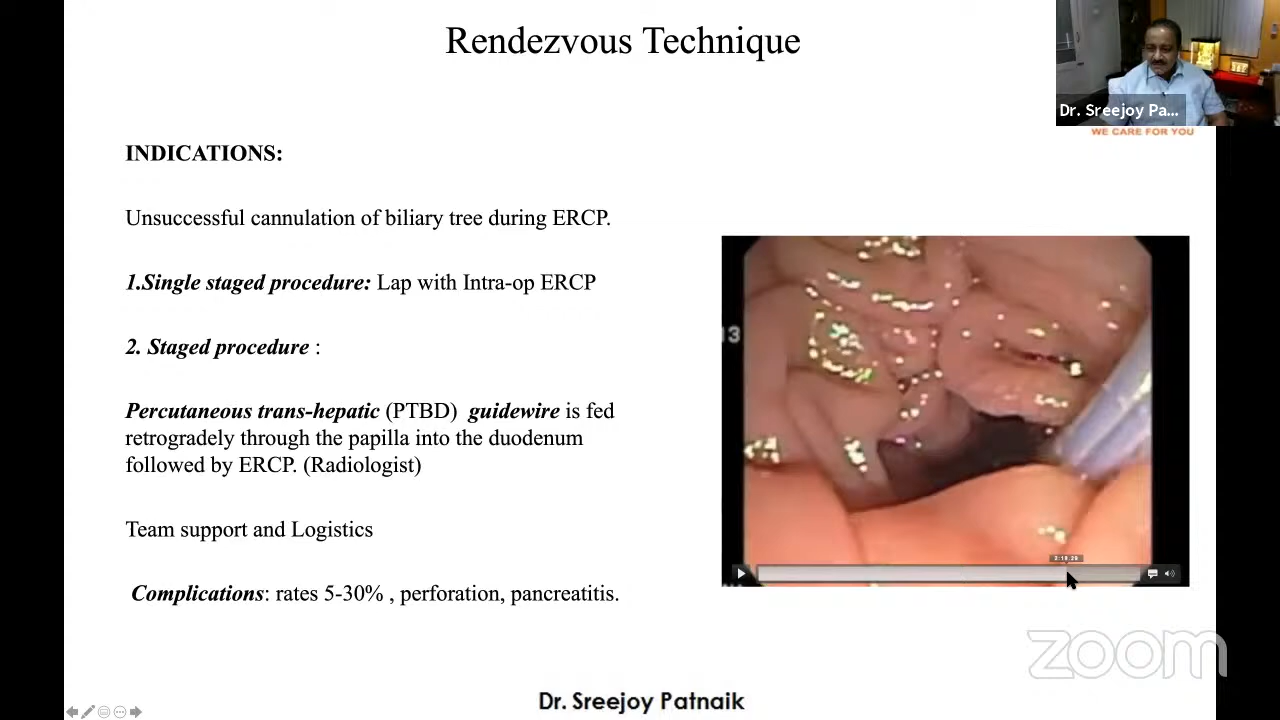 Rendezvous Technique
Dr. Sreejoy Pa...
WE CARE FOR YOU
INDICATIONS:
Unsuccessful cannulation of biliary tree during ERCP.
1.Single staged procedure: Lap with Intra-op ERCP
2. Staged procedure :
Percutaneous trans-hepatic (PTBD) guidewire is fed
retrogradely through the papilla into the duodenum
followed by ERCP. (Radiologist)
Team support and Logistics
Complications: rates 5-30% , perforation, pancreatitis.
13
zoom
Dr. Sreejoy Patnaik